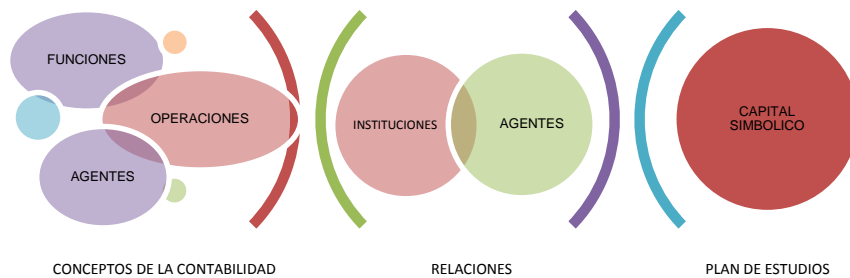 FUNCIONES
OPERACIONES
AGENTES
INSTITUCIONES
AGENTES
CAPITAL
SIMBOLICO
CONCEPTOS DE LA CONTABILIDAD
RELACIONES
PLAN DE ESTUDIOS